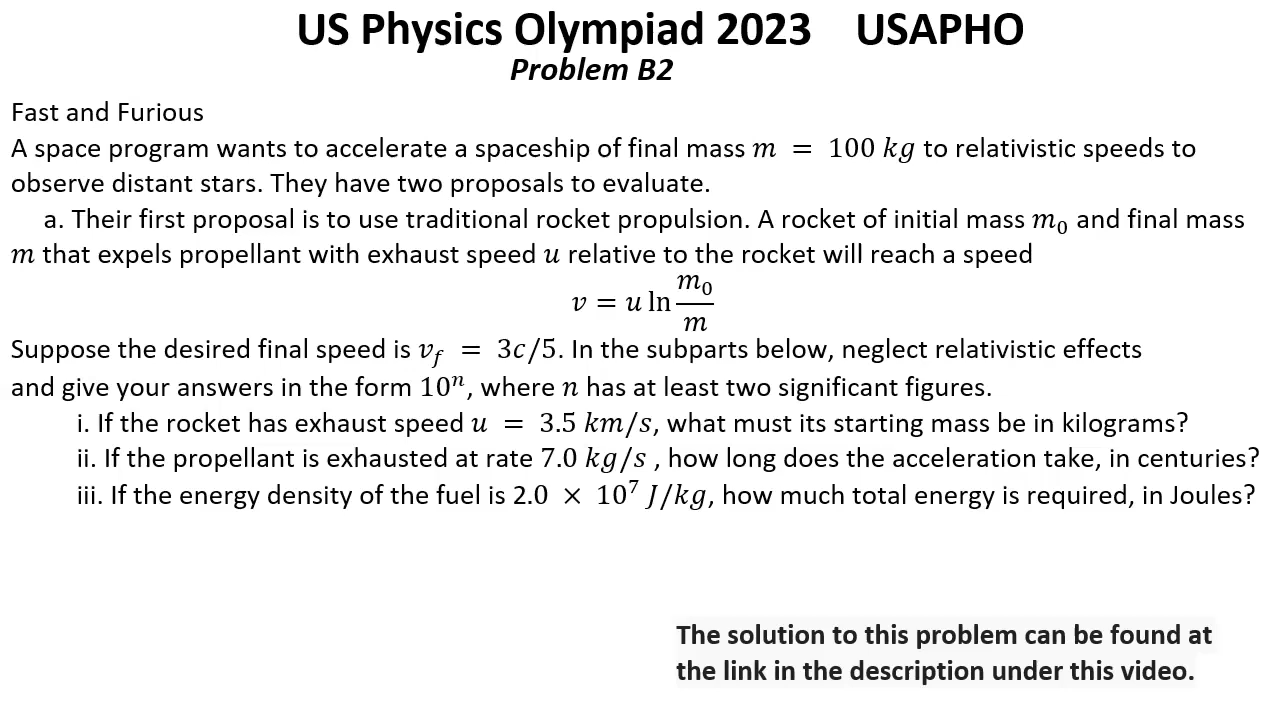 US Physics Olympiad 2023 USAPHO
Problem B2
Fast and Furious
A space program wants to accelerate a spaceship of final mass m = 100 kg to relativistic speeds to
observe distant stars. They have two proposals to evaluate.
a. Their first proposal is to use traditional rocket propulsion. A rocket of initial mass m₀ and final mass
m that expels propellant with exhaust speed u relative to the rocket will reach a speed
v = u ln m₀/m
Suppose the desired final speed is v_f = 3c/5. In the subparts below, neglect relativistic effects
and give your answers in the form 10ⁿ, where n has at least two significant figures.
i. If the rocket has exhaust speed u = 3.5 km/s, what must its starting mass be in kilograms?
ii. If the propellant is exhausted at rate 7.0 kg/s , how long does the acceleration take, in centuries?
iii. If the energy density of the fuel is 2.0 × 10⁷ J/kg, how much total energy is required, in Joules?
The solution to this problem can be found at
the link in the description under this video.